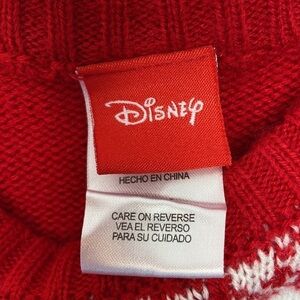 Disney
HECHO EN CHINA
CARE ON REVERSE
VEA EL REVERSO
PARA SU CUIDADO